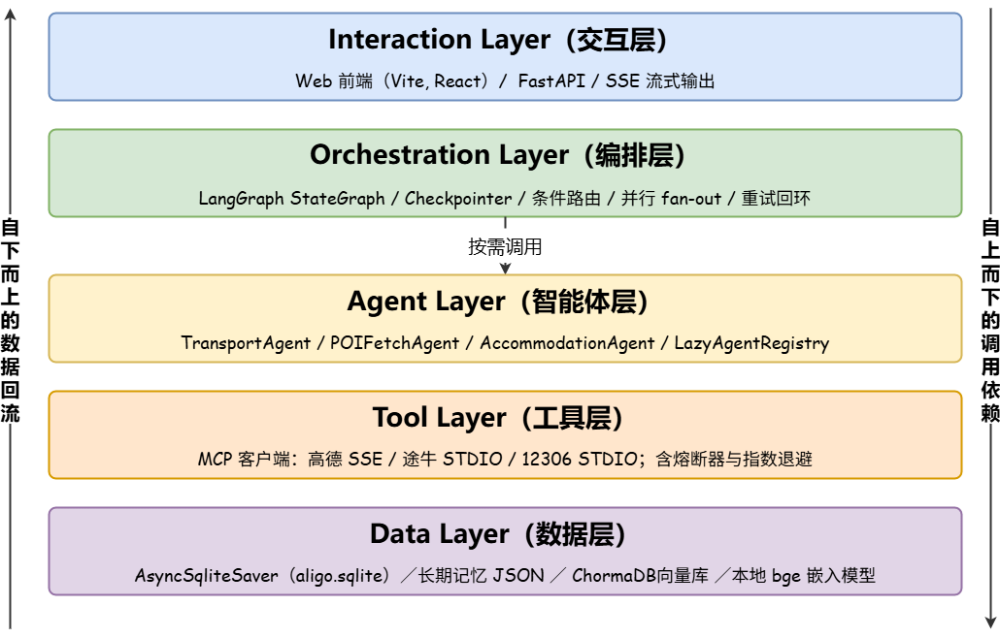 Interaction Layer（交互层）
Web 前端（Vite, React）/ FastAPI / SSE 流式输出
Orchestration Layer（编排层）
LangGraph StateGraph / Checkpointer / 条件路由 / 并行 fan-out / 重试回环
按需调用
Agent Layer（智能体层）
TransportAgent / POIFetchAgent / AccommodationAgent / LazyAgentRegistry
Tool Layer（工具层）
MCP 客户端：高德 SSE / 途牛 STDIO / 12306 STDIO；含熔断器与指数退避
Data Layer（数据层）
AsyncSqliteSaver（aligo.sqlite）／长期记忆 JSON ／ ChormaDB向量库 ／本地 bge 嵌入模型
自下而上的数据回流
自上而下的调用依赖